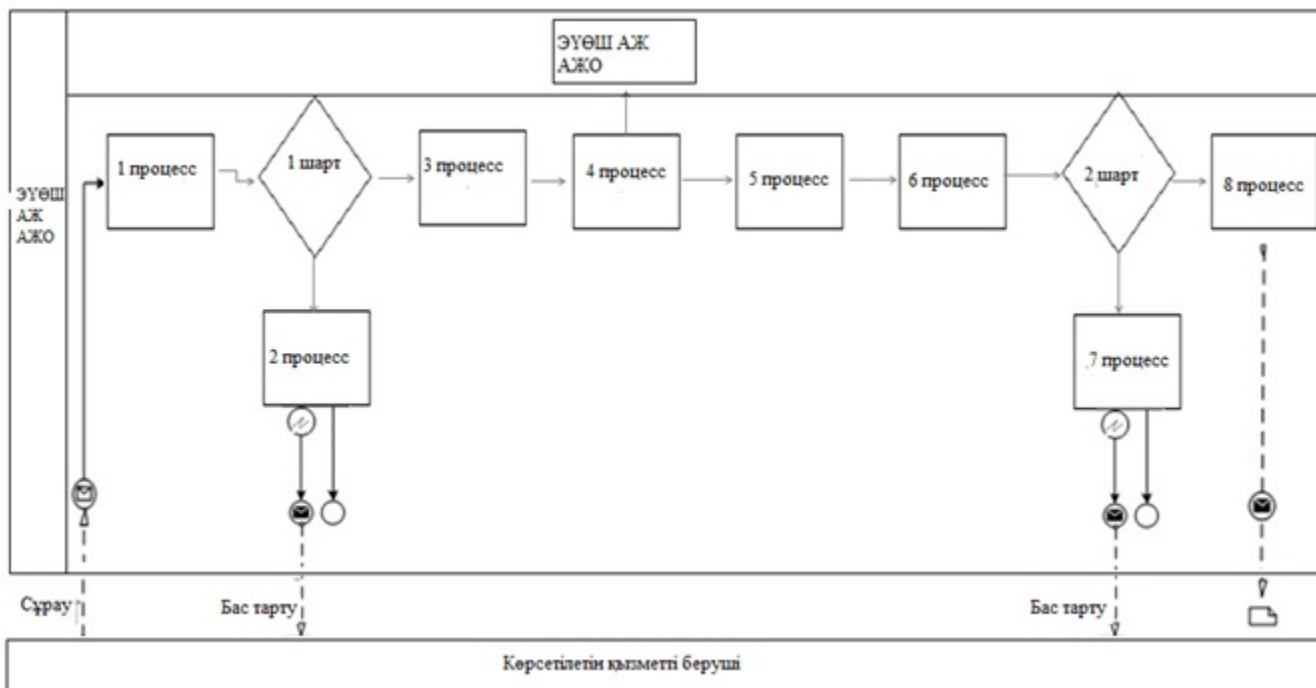 ЭҮӨШ АЖ
АЖО
ЭҮӨШ
АЖ
АЖО
1 процесс
1 шарт
3 процесс
4 процесс
5 процесс
6 процесс
2 шарт
8 процесс
2 процесс
7 процесс
Сұрау
Бас тарту
Бас тарту
Көрсетілетін қызметті беруші